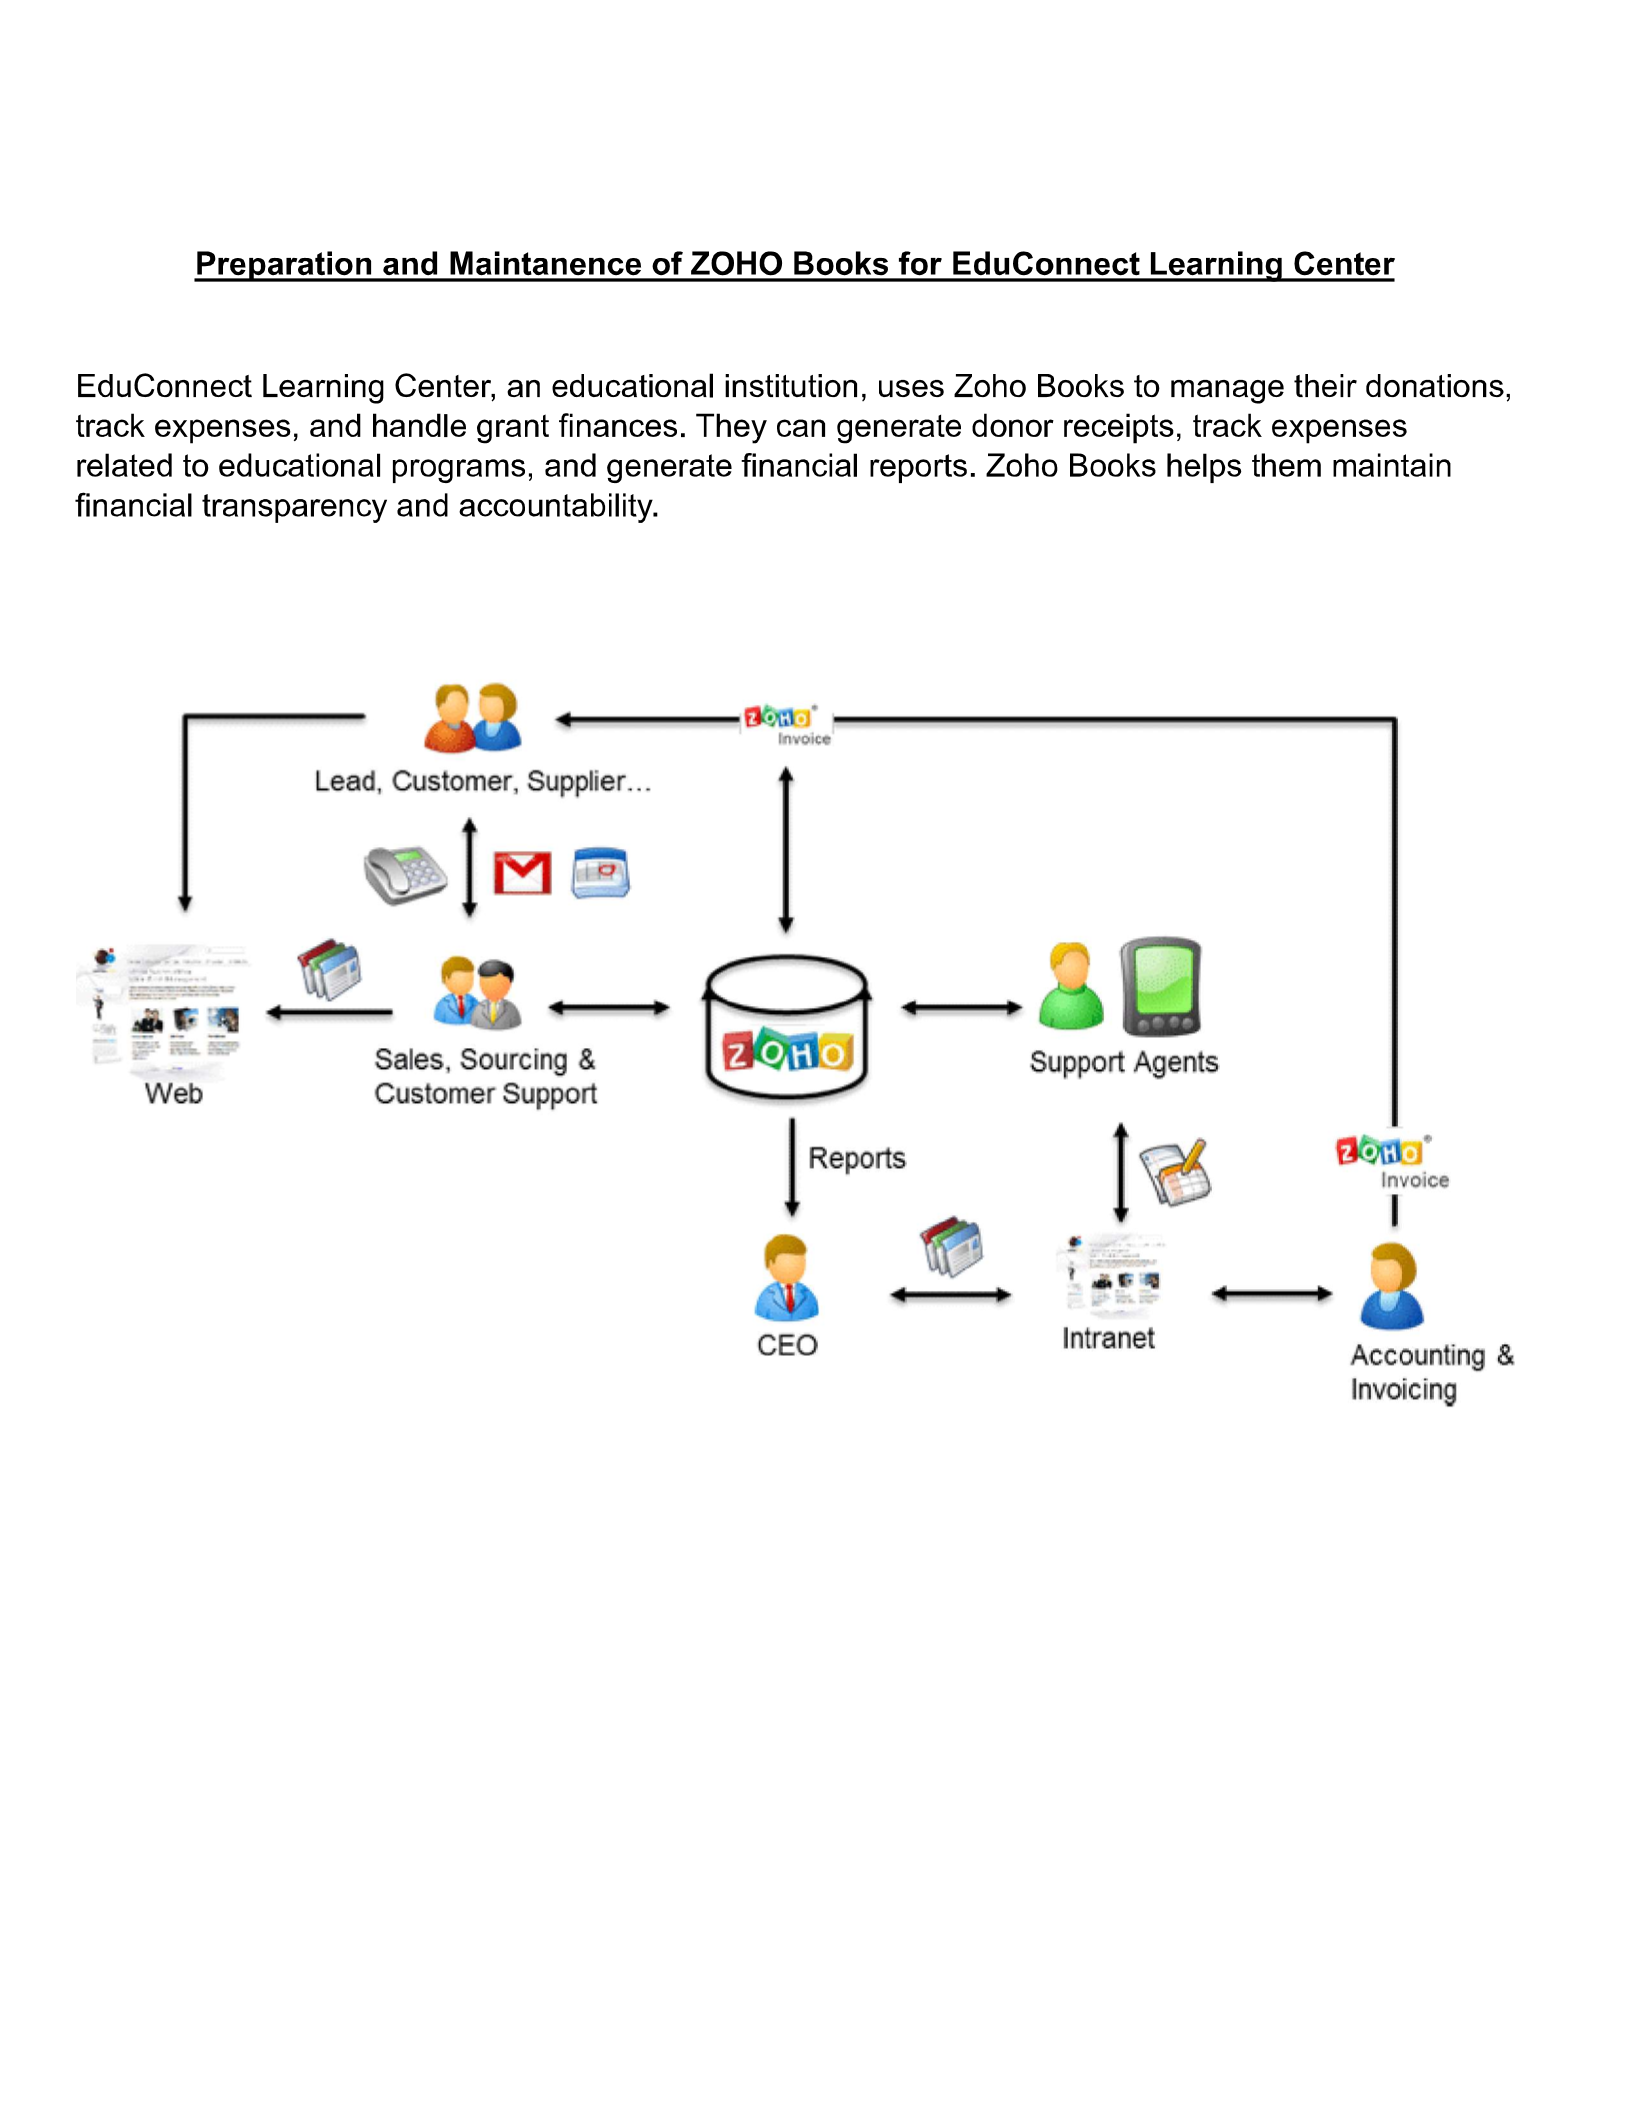 Preparation and Maintanence of ZOHO Books for EduConnect Learning Center
EduConnect Learning Center, an educational institution, uses Zoho Books to manage their donations,
track expenses, and handle grant finances. They can generate donor receipts, track expenses
related to educational programs, and generate financial reports. Zoho Books helps them maintain
financial transparency and accountability.
ZOHO®
Invoice
Lead, Customer, Supplier...
Web
Sales, Sourcing &
Customer Support
ZOHO
Support Agents
Reports
ZOHO®
Invoice
CEO
Intranet
Accounting &
Invoicing